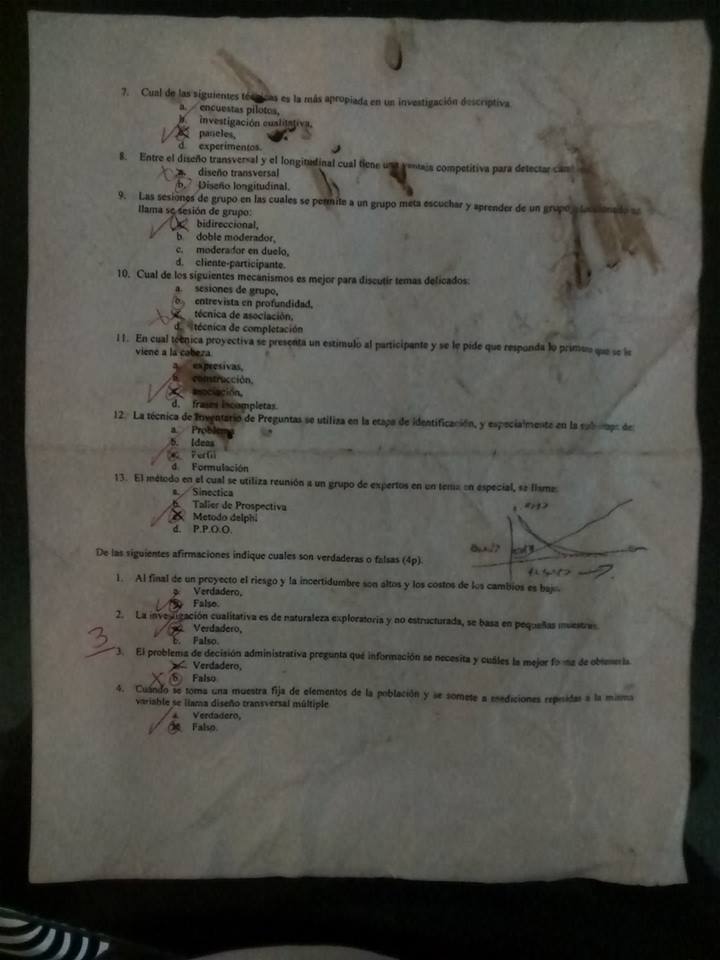 7. Cual de las siguientes técnicas es la más apropiada en un investigación descriptiva
a. encuestas pilotos,
b. investigación cualitativa,
c. paneles,
d. experimentos.
8. Entre el diseño transversal y el longitudinal cual tiene una ventaja competitiva para detectar
a. diseño transversal
b. Diseño longitudinal.
9. Las sesiones de grupo en las cuales se permite a un grupo meta escuchar y aprender de un grupo
llama se sesión de grupo:
a. bidireccional,
b. doble moderador,
c. moderador en duelo,
d. cliente-participante.
10. Cual de los siguientes mecanismos es mejor para discutir temas delicados:
a. sesiones de grupo,
b. entrevista en profundidad,
c. técnica de asociación,
d. técnica de completación
11. En cual técnica proyectiva se presenta un estimulo al participante y se le pide que responda lo primero que se le
viene a la cabeza.
a. expresivas,
b. construcción,
c. asociación,
d. frases incompletas.
12. La técnica de Inventario de Preguntas se utiliza en la etapa de identificación, y especialmente en la de:
a. Problema
b. Ideas
c. Perfil
d. Formulación
13. El método en el cual se utiliza reunión a un grupo de expertos en un tema en especial, se llama:
a. Sinectica
b. Taller de Prospectiva
c. Metodo delphi
d. P.P.O.O.
De las siguientes afirmaciones indique cuales son verdaderas o falsas (4p).
1. Al final de un proyecto el riesgo y la incertidumbre son altos y los costos de los cambios es bajo.
a. Verdadero,
b. Falso.
2. La investigación cualitativa es de naturaleza exploratoria y no estructurada, se basa en pequeñas muestras.
a. Verdadero,
b. Falso.
3
3. El problema de decisión administrativa pregunta qué información se necesita y cuáles la mejor forma de obtenerla.
a. Verdadero,
b. Falso.
4. Cuando se toma una muestra fija de elementos de la población y se somete a mediciones repetidas a la misma
variable se llama diseño transversal múltiple.
a. Verdadero,
b. Falso.